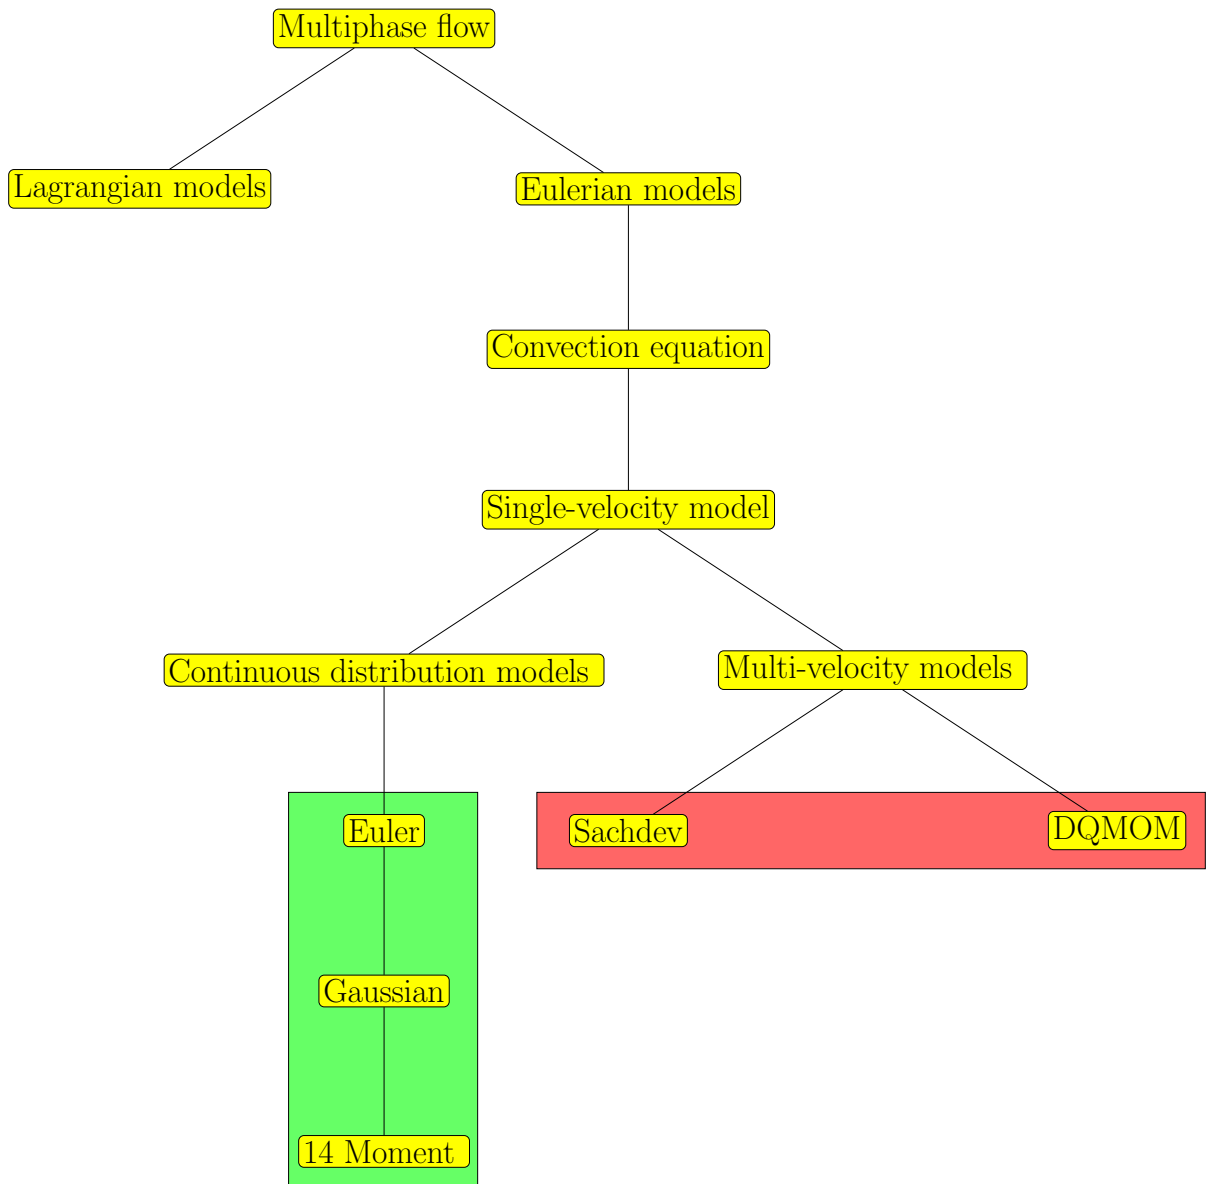 Multiphase flow
Lagrangian models
Eulerian models
Convection equation
Single-velocity model
Continuous distribution models
Multi-velocity models
Euler
Sachdev
DQMOM
Gaussian
14 Moment